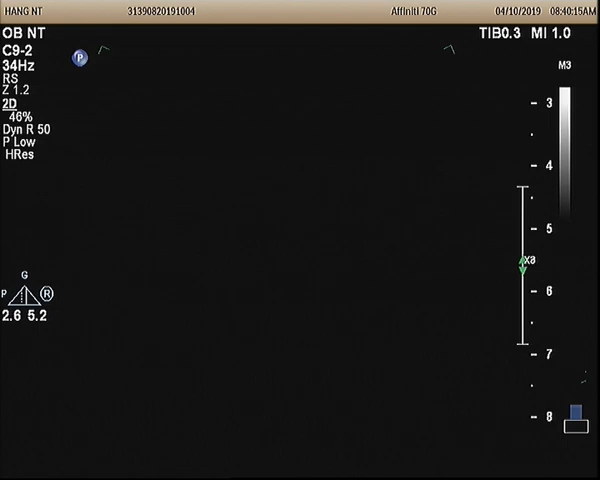 HANG NT 31390820191004 Affiniti 70G 04/10/2019 08:40:15AM
OB NT TIB0.3 MI 1.0
C9-2
34Hz
RS
Z 1.2
2D
46%
Dyn R 50
P Low
HRes
P
M3
3
4
5
X8
6
7
8
G
P R
2.6 5.2